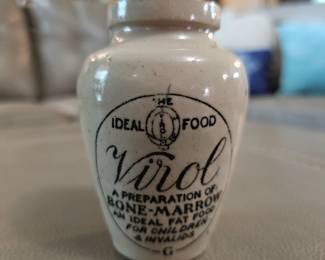 THE
IDEAL FOOD
Virol
A PREPARATION OF
BONE-MARROW
AN IDEAL FAT FOOD
FOR CHILDREN
& INVALIDS
G